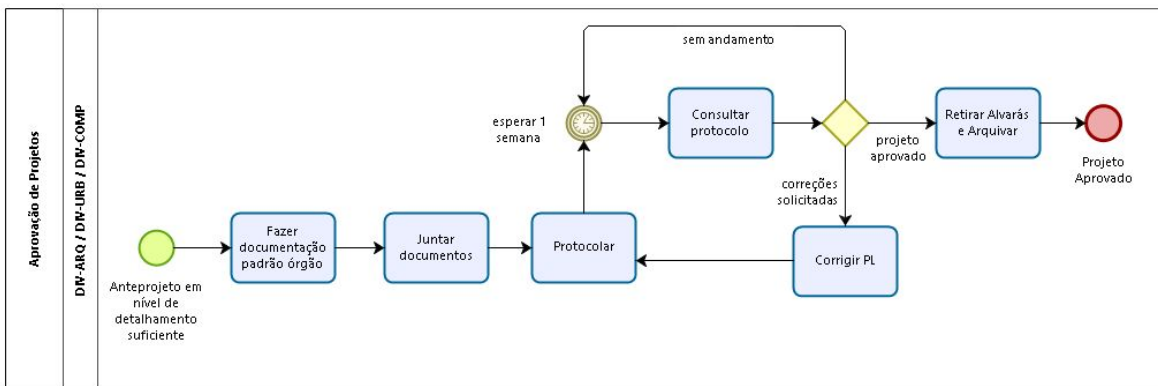 Aprovação de Projetos
DIV-ARQ / DIV-URB / DIV-COMP
sem andamento
esperar 1
semana
Consultar
protocolo
projeto
aprovado
Retirar Alvarás
e Arquivar
Projeto
Aprovado
correções
solicitadas
Anteprojeto em
nível de
detalhamento
suficiente
Fazer
documentação
padrão órgão
Juntar
documentos
Protocolar
Corrigir PL